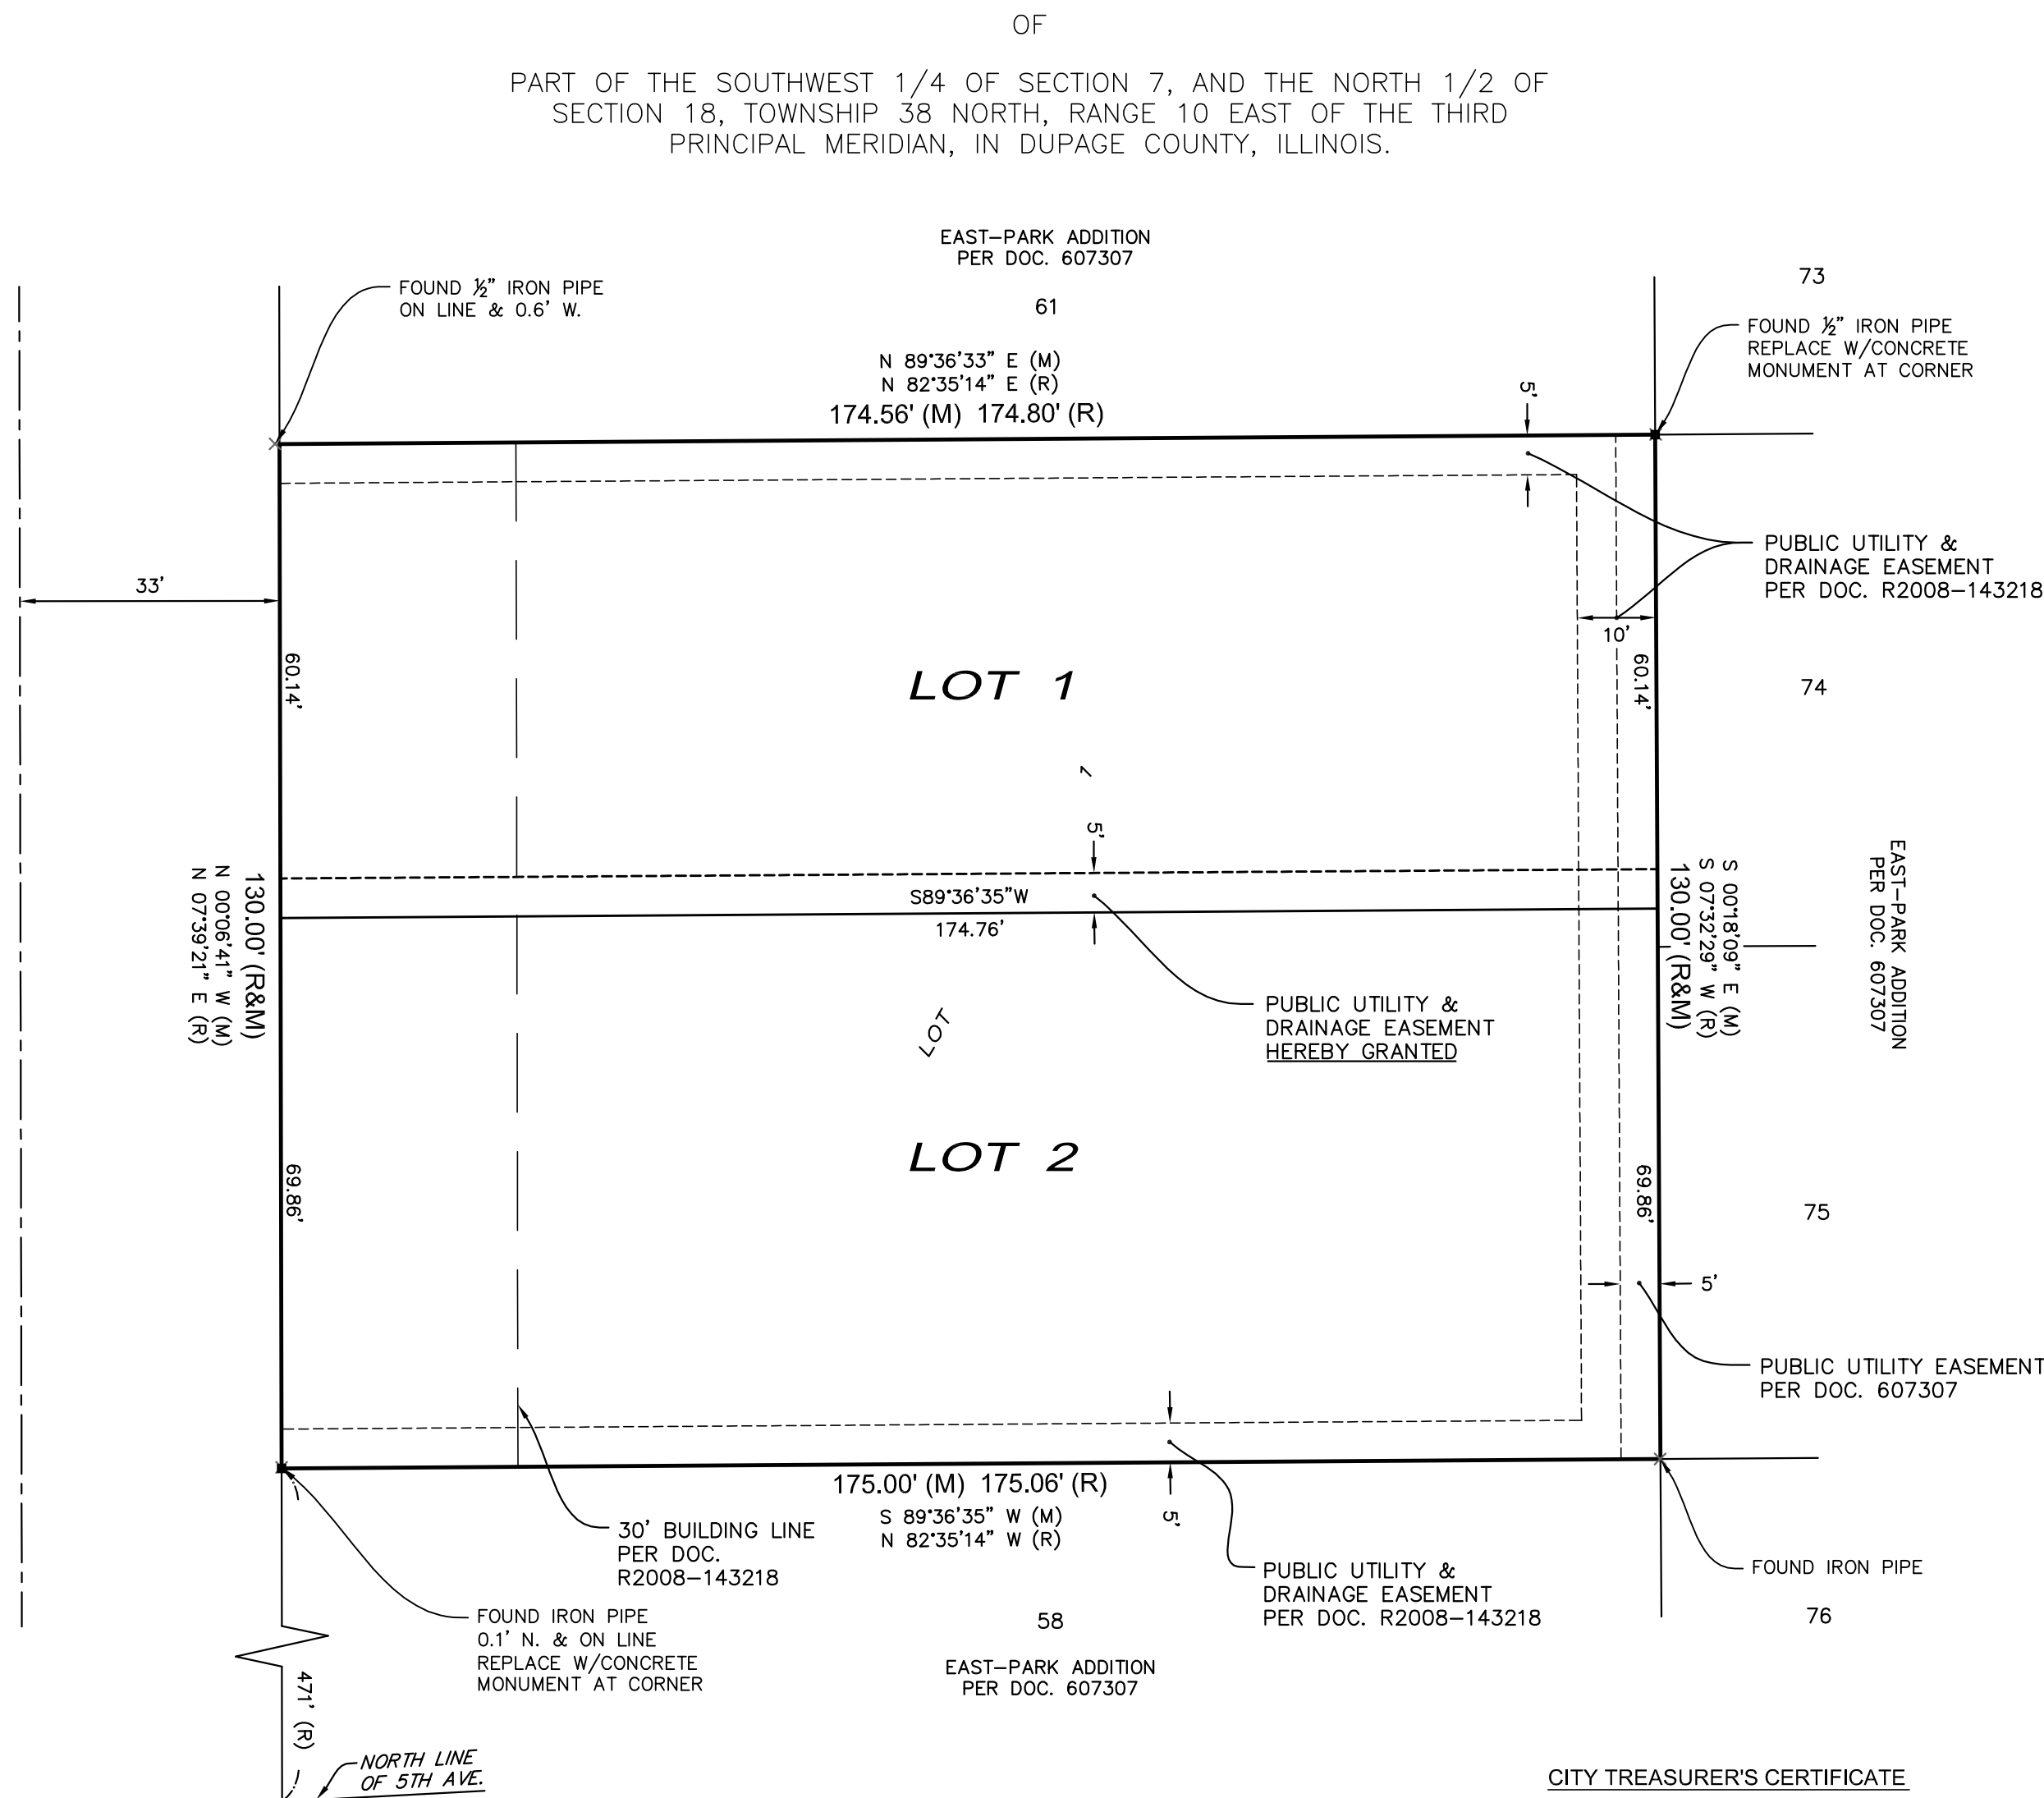 OF
PART OF THE SOUTHWEST 1/4 OF SECTION 7, AND THE NORTH 1/2 OF
SECTION 18, TOWNSHIP 38 NORTH, RANGE 10 EAST OF THE THIRD
PRINCIPAL MERIDIAN, IN DUPAGE COUNTY, ILLINOIS.
EAST-PARK ADDITION
PER DOC. 607307
61
73
FOUND ½" IRON PIPE
ON LINE & 0.6' W.
FOUND ½" IRON PIPE
REPLACE W/CONCRETE
MONUMENT AT CORNER
N 89°36'33" E (M)
N 82°35'14" E (R)
174.56' (M) 174.80' (R)
5'
PUBLIC UTILITY &
DRAINAGE EASEMENT
PER DOC. R2008-143218
33'
10'
60.14'
LOT 1
60.14'
74
1
5'
S89°36'35"W
174.76'
130.00' (R&M)
N 00°06'41" W (M)
N 07°39'21" E (R)
S 00°18'09" E (M)
S 07°32'29" W (R)
130.00' (R&M)
EAST-PARK ADDITION
PER DOC. 607307
PUBLIC UTILITY &
DRAINAGE EASEMENT
HEREBY GRANTED
LOT
LOT 2
69.86'
69.86'
75
5'
PUBLIC UTILITY EASEMENT
PER DOC. 607307
175.00' (M) 175.06' (R)
S 89°36'35" W (M)
N 82°35'14" W (R)
5'
30' BUILDING LINE
PER DOC.
R2008-143218
PUBLIC UTILITY &
DRAINAGE EASEMENT
PER DOC. R2008-143218
FOUND IRON PIPE
76
FOUND IRON PIPE
0.1' N. & ON LINE
REPLACE W/CONCRETE
MONUMENT AT CORNER
58
EAST-PARK ADDITION
PER DOC. 607307
471' (R)
NORTH LINE
OF 5TH AVE.
CITY TREASURER'S CERTIFICATE